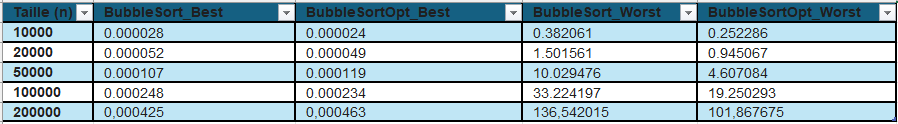 Taille (n) BubbleSort_Best BubbleSortOpt_Best BubbleSort_Worst BubbleSortOpt_Worst
10000 0.000028 0.000024 0.382061 0.252286
20000 0.000052 0.000049 1.501561 0.945067
50000 0.000107 0.000119 10.029476 4.607084
100000 0.000248 0.000234 33.224197 19.250293
200000 0,000425 0,000463 136,542015 101,867675